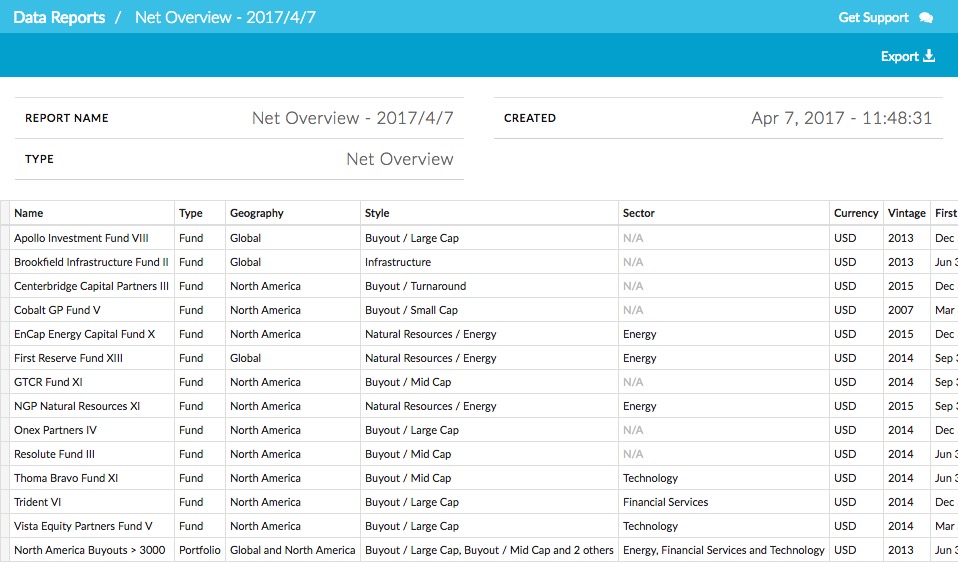 Data Reports / Net Overview - 2017/4/7 Get Support
Export
REPORT NAME Net Overview - 2017/4/7 CREATED Apr 7, 2017 - 11:48:31
TYPE Net Overview
Name Type Geography Style Sector Currency Vintage First
Apollo Investment Fund VIII Fund Global Buyout / Large Cap N/A USD 2013 Dec
Brookfield Infrastructure Fund II Fund Global Infrastructure N/A USD 2013 Jun 3
Centerbridge Capital Partners III Fund North America Buyout / Turnaround N/A USD 2015 Dec
Cobalt GP Fund V Fund North America Buyout / Small Cap N/A USD 2007 Mar
EnCap Energy Capital Fund X Fund North America Natural Resources / Energy Energy USD 2015 Dec
First Reserve Fund XIII Fund Global Natural Resources / Energy Energy USD 2014 Sep 3
GTCR Fund XI Fund North America Buyout / Mid Cap N/A USD 2014 Sep 3
NGP Natural Resources XI Fund North America Natural Resources / Energy Energy USD 2015 Sep 3
Onex Partners IV Fund North America Buyout / Large Cap N/A USD 2014 Dec
Resolute Fund III Fund North America Buyout / Mid Cap N/A USD 2014 Jun 3
Thoma Bravo Fund XI Fund North America Buyout / Mid Cap Technology USD 2014 Jun 3
Trident VI Fund North America Buyout / Large Cap Financial Services USD 2014 Dec
Vista Equity Partners Fund V Fund North America Buyout / Large Cap Technology USD 2014 Mar
North America Buyouts > 3000 Portfolio Global and North America Buyout / Large Cap, Buyout / Mid Cap and 2 others Energy, Financial Services and Technology USD 2013 Jun 3